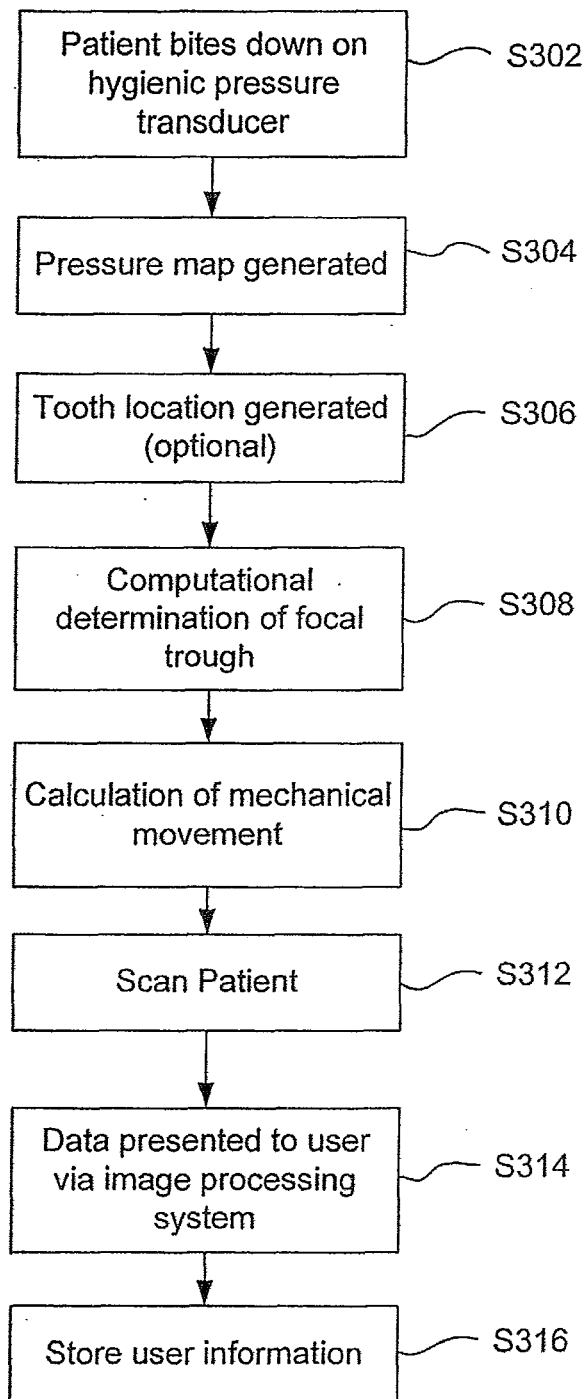 Patient bites down on
hygienic pressure
transducer
S302
Pressure map generated
S304
Tooth location generated
(optional)
S306
Computational
determination of focal
trough
S308
Calculation of mechanical
movement
S310
Scan Patient
S312
Data presented to user
via image processing
system
S314
Store user information
S316